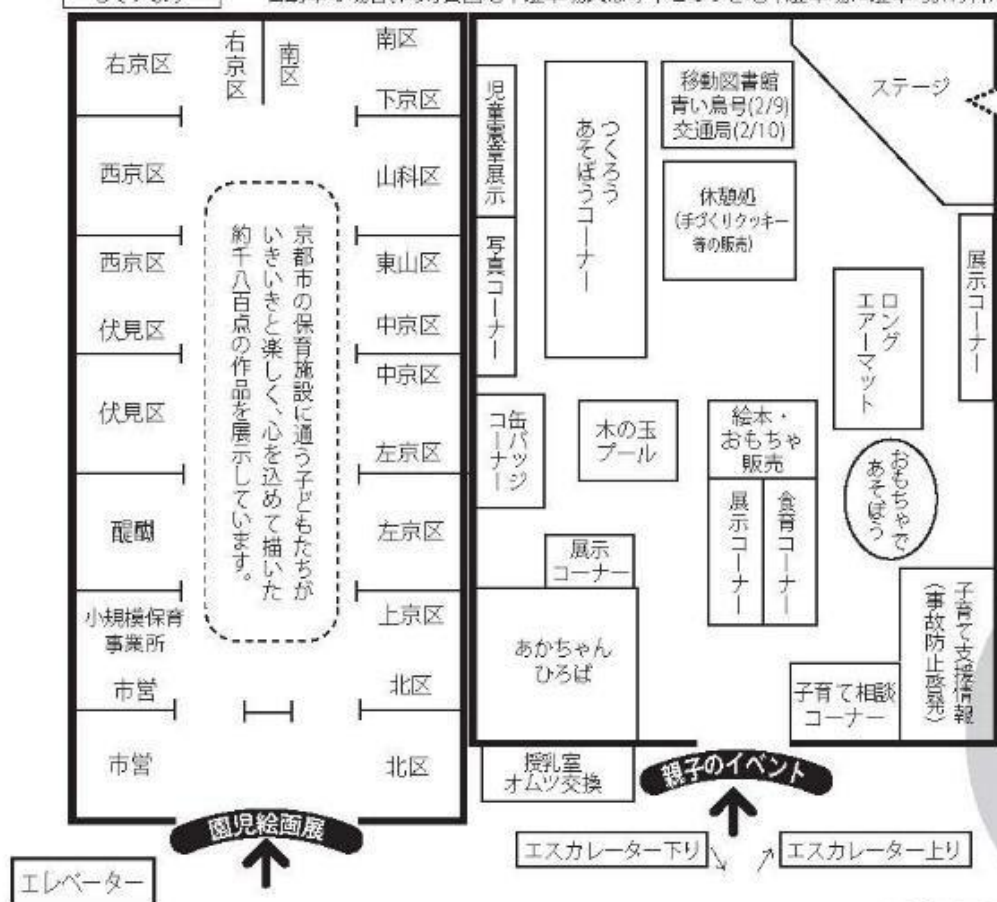 右京区
右京区
南区
南区
下京区
西京区
山科区
西京区
東山区
伏見区
中京区
伏見区
中京区
左京区
醍醐
左京区
小規模保育
事業所
上京区
市営
北区
市営
北区
京都市の保育施設に通う子どもたちが
いきいきと楽しく、心を込めて描いた
約千八百点の作品を展示しています。
園児絵画展
エレベーター
児童憲章展示
写真コーナー
つくろう
あそぼうコーナー
移動図書館
青い鳥号(2/9)
交通局(2/10)
休憩処
(手づくりクッキー
等の販売)
ステージ
展示コーナー
ロング
エアーマット
缶バッジ
コーナー
木の玉
プール
絵本・
おもちゃ
販売
展示コーナー
食育コーナー
おもちゃで
あそぼう
展示
コーナー
あかちゃん
ひろば
子育て相談
コーナー
子育て支援情報
(事故防止啓発)
授乳室
オムツ交換
親子のイベント
エスカレーター下り
エスカレーター上り